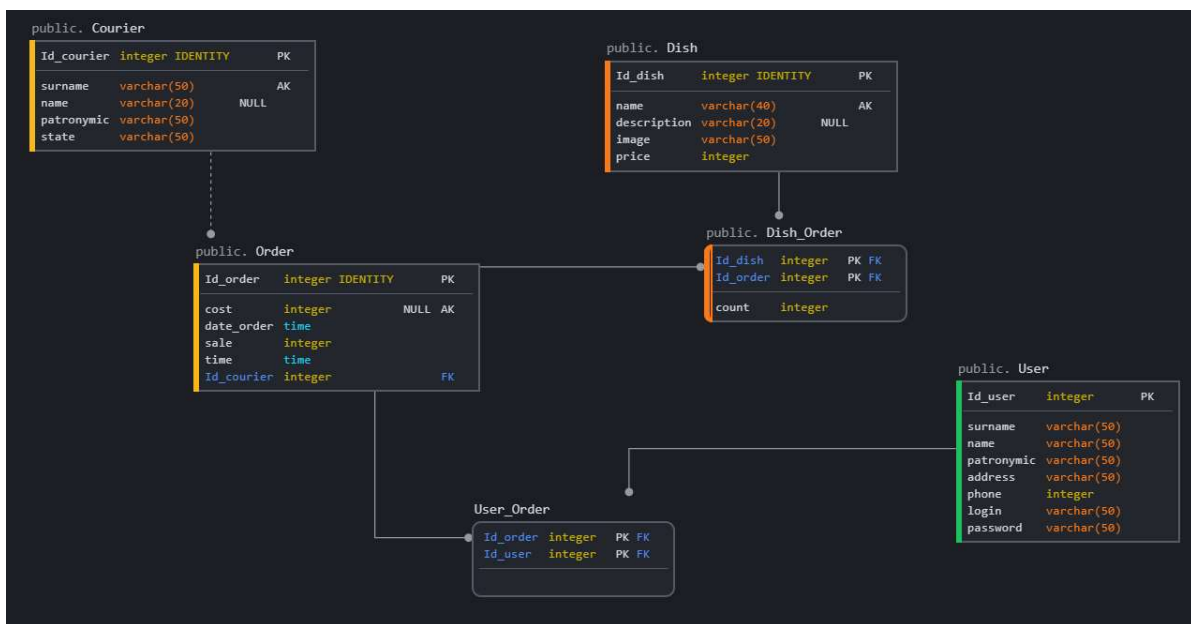 public. Courier
Id_courier integer IDENTITY PK
surname varchar(50) AK
name varchar(20) NULL
patronymic varchar(50)
state varchar(50)
public. Dish
Id_dish integer IDENTITY PK
name varchar(40) AK
description varchar(20) NULL
image varchar(50)
price integer
public. Order
Id_order integer IDENTITY PK
cost integer NULL AK
date_order time
sale integer
time time
Id_courier integer FK
public. Dish_Order
Id_dish integer PK FK
Id_order integer PK FK
count integer
public. User
Id_user integer PK
surname varchar(50)
name varchar(50)
patronymic varchar(50)
address varchar(50)
phone integer
login varchar(50)
password varchar(50)
User_Order
Id_order integer PK FK
Id_user integer PK FK